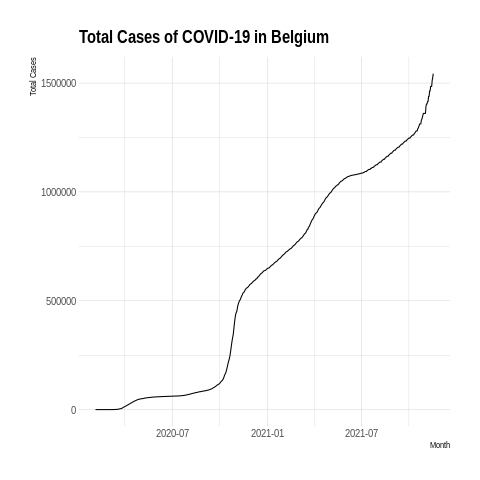 Total Cases of COVID-19 in Belgium
Total Cases
1500000
1000000
500000
0
2020-07 2021-01 2021-07
Month